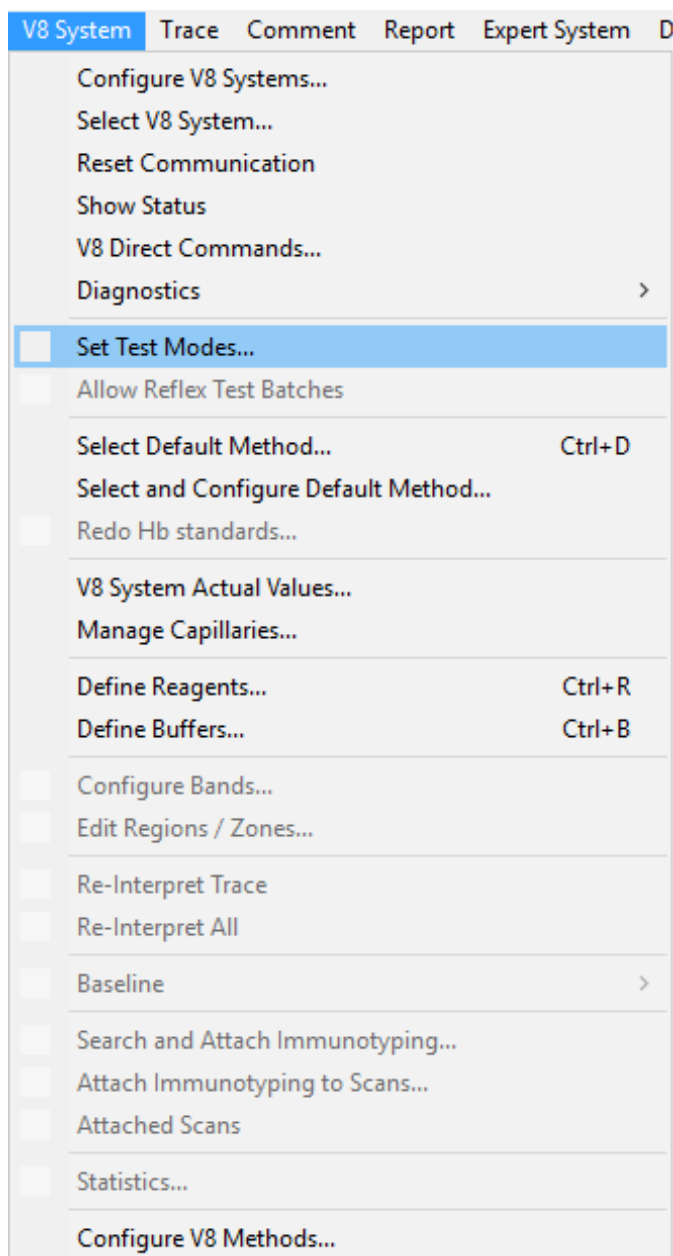 V8 System Trace Comment Report Expert System D
Configure V8 Systems...
Select V8 System...
Reset Communication
Show Status
V8 Direct Commands...
Diagnostics >
Set Test Modes...
Allow Reflex Test Batches
Select Default Method... Ctrl+D
Select and Configure Default Method...
Redo Hb standards...
V8 System Actual Values...
Manage Capillaries...
Define Reagents... Ctrl+R
Define Buffers... Ctrl+B
Configure Bands...
Edit Regions / Zones...
Re-Interpret Trace
Re-Interpret All
Baseline >
Search and Attach Immunotyping...
Attach Immunotyping to Scans...
Attached Scans
Statistics...
Configure V8 Methods...